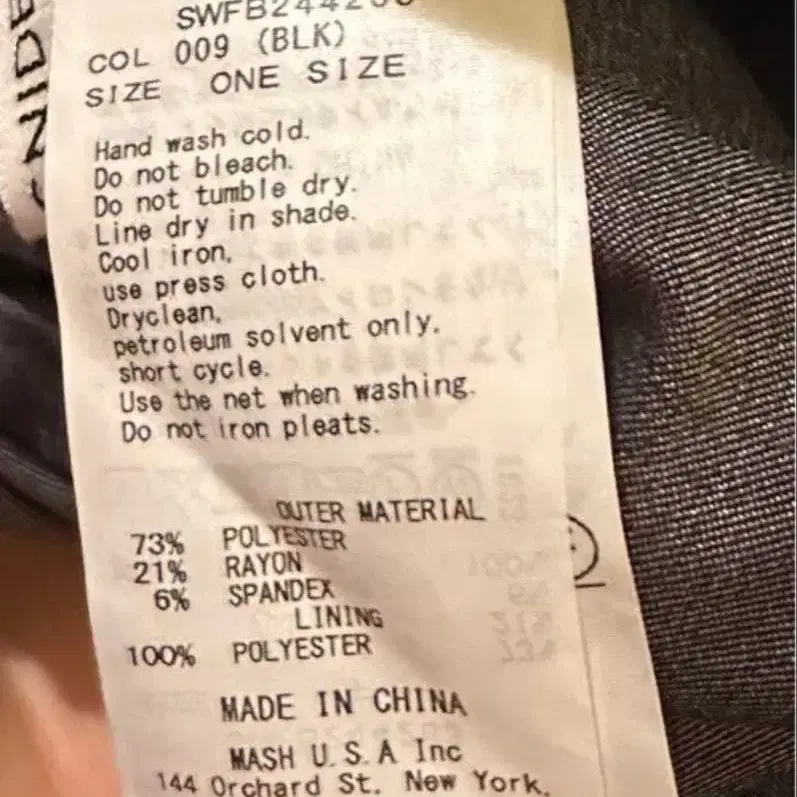 COL 009 (BLK)
SIZE ONE SIZE
Hand wash cold.
Do not bleach.
Do not tumble dry.
Line dry in shade.
Cool iron,
use press cloth.
Dryclean,
petroleum solvent only.
short cycle.
Use the net when washing.
Do not iron pleats.
OUTER MATERIAL
73% POLYESTER
21% RAYON
6% SPANDEX
LINING
100% POLYESTER
MADE IN CHINA
MASH U.S.A Inc
144 Orchard St. New York,